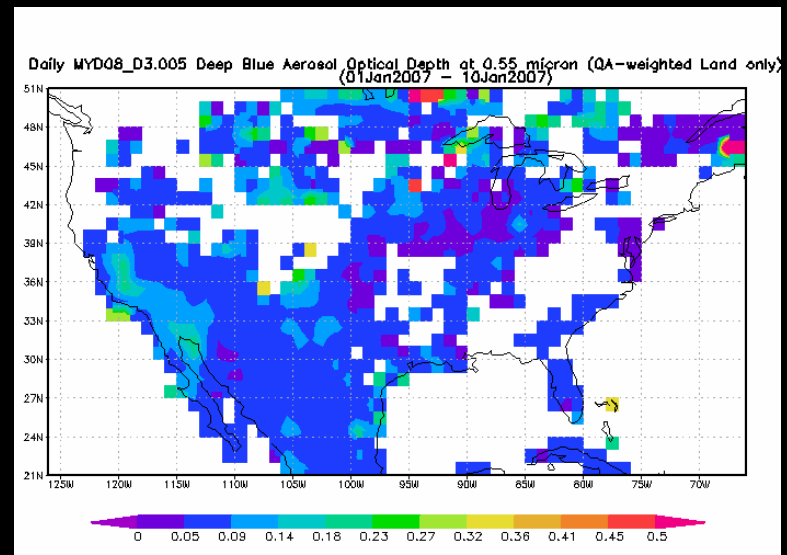 Daily MYD08_D3.005 Deep Blue Aerosol Optical Depth at 0.55 micron (QA-weighted Land only)
(01Jan2007 - 10Jan2007)
51N
48N
45N
42N
39N
36N
33N
30N
27N
24N
21N
125W 120W 115W 110W 105W 100W 95W 90W 85W 80W 75W 70W
0 0.05 0.09 0.14 0.18 0.23 0.27 0.32 0.36 0.41 0.45 0.5